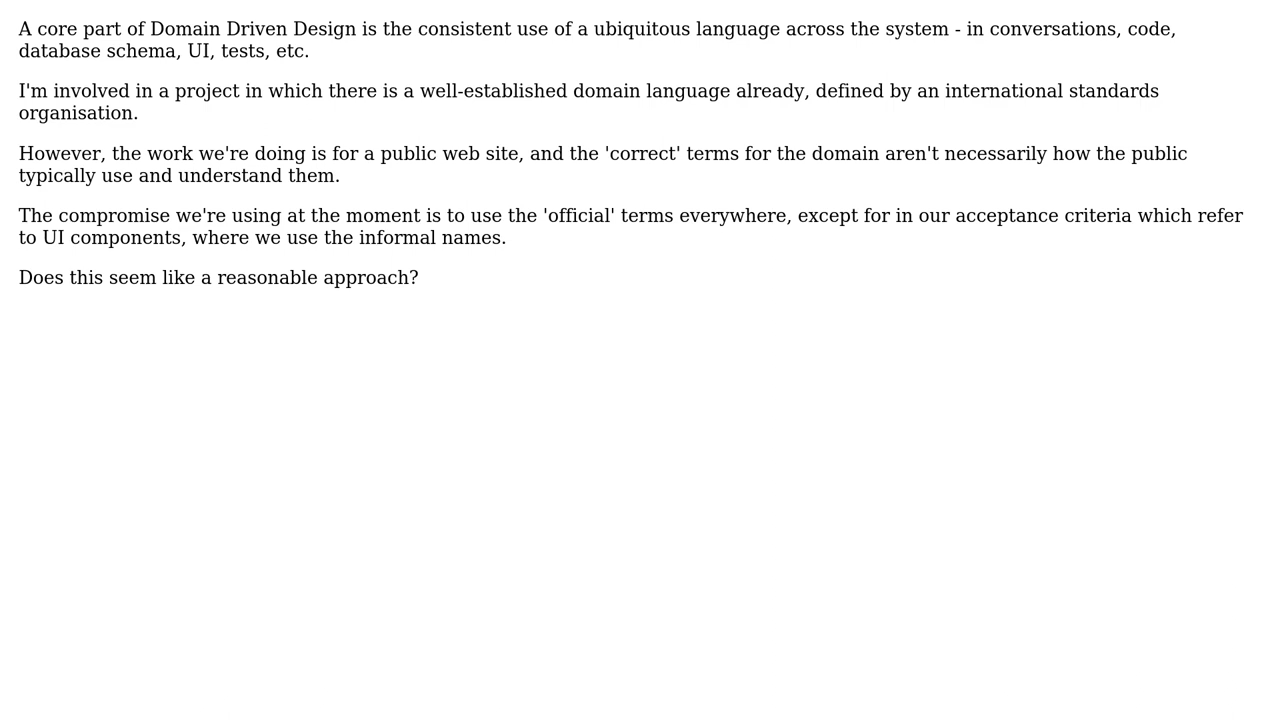 A core part of Domain Driven Design is the consistent use of a ubiquitous language across the system - in conversations, code,
database schema, UI, tests, etc.
I'm involved in a project in which there is a well-established domain language already, defined by an international standards
organisation.
However, the work we're doing is for a public web site, and the 'correct' terms for the domain aren't necessarily how the public
typically use and understand them.
The compromise we're using at the moment is to use the 'official' terms everywhere, except for in our acceptance criteria which refer
to UI components, where we use the informal names.
Does this seem like a reasonable approach?